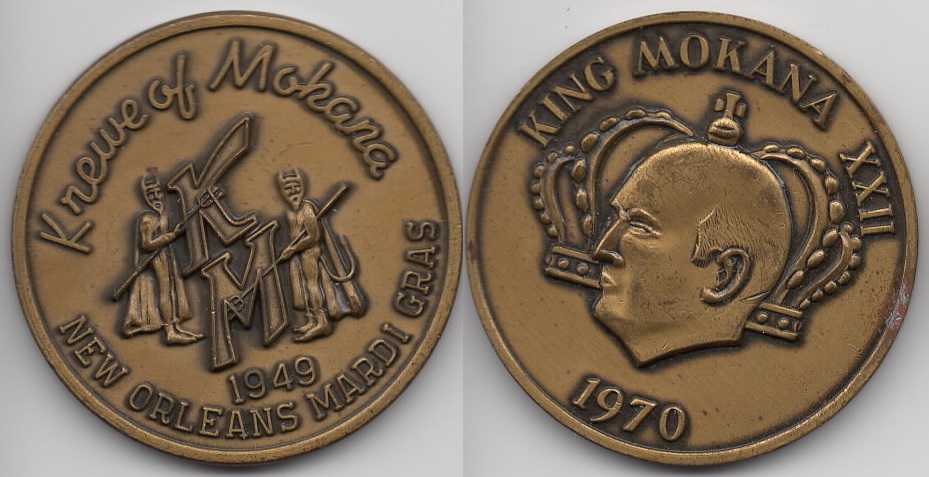 Krewe of Mokana
KM
1949
NEW ORLEANS MARDI GRAS
KING MOKANA XXII
1970